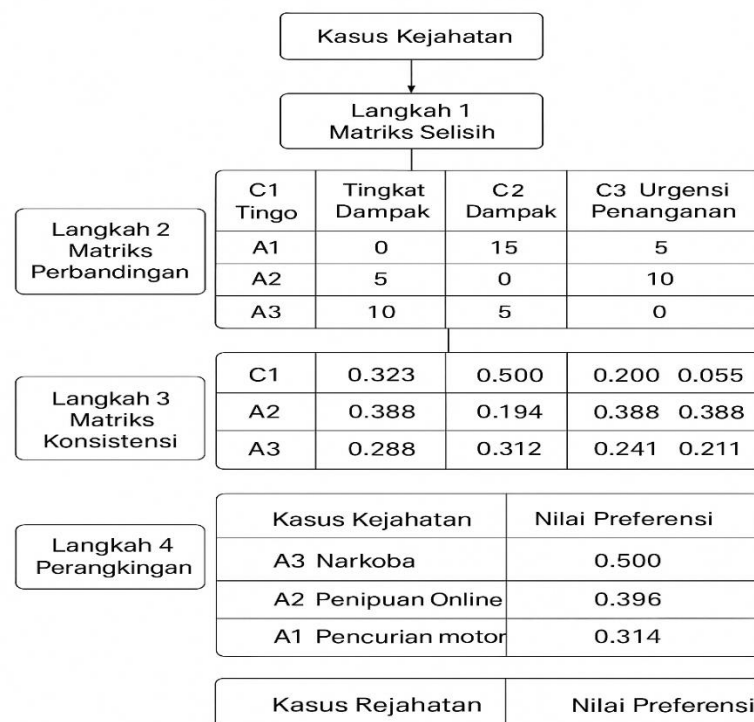 Kasus Kejahatan
Langkah 1
Matriks Selisih
Langkah 2
Matriks
Perbandingan
C1 Tingo | Tingkat Dampak | C2 Dampak | C3 Urgensi Penanganan
A1 0 15 5
A2 5 0 10
A3 10 5 0
Langkah 3
Matriks
Konsistensi
C1 0.323 0.500 0.200 0.055
A2 0.388 0.194 0.388 0.388
A3 0.288 0.312 0.241 0.211
Langkah 4
Perangkingan
Kasus Kejahatan Nilai Preferensi
A3 Narkoba 0.500
A2 Penipuan Online 0.396
A1 Pencurian motor 0.314
Kasus Rejahatan Nilai Preferensi